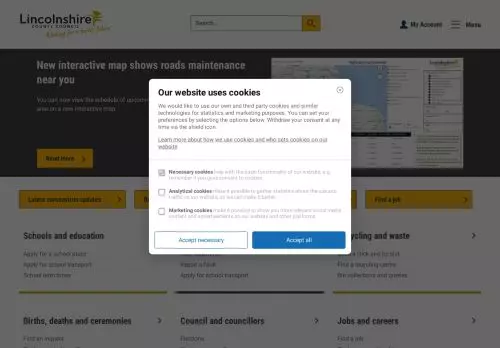 Lincolnshire
COUNTY COUNCIL
Working for a better future
Search...
My Account
Menu
New interactive map shows roads maintenance
near you
You can now view the schedule of upcoming
area on a new interactive map.
Read more
Our website uses cookies
We would like to use our own and third party cookies and similar
technologies for statistics and marketing purposes. You can set your
preferences by selecting the options below. Withdraw your consent at any
time via the shield icon.
Learn more about how we use cookies and who sets cookies on our
website
Necessary cookies help with the basic functionality of our website, e.g.
remember if you gave consent to cookies.
Analytical cookies make it possible to gather statistics about the use and
traffic on our website, so we can make it better.
Marketing cookies make it possible to show you more relevant social media
content and advertisements on our website and other platforms.
Accept necessary
Accept all
Latest coronavirus updates
Find a job
Schools and education
Apply for a school place
Apply for school transport
School term times
Apply for school transport
cycling and waste
Find a recycling centre
Births, deaths and ceremonies
Find an registrar
Council and councillors
Elections
Jobs and careers
Find a job